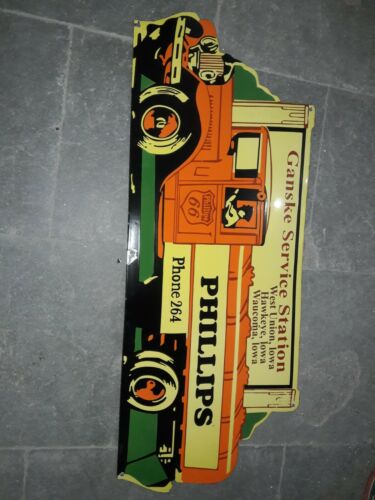 Ganske Service Station
West Union, Iowa
Hawkeye, Iowa
Waucoma, Iowa
Phillips
66
PHILLIPS
Phone 264